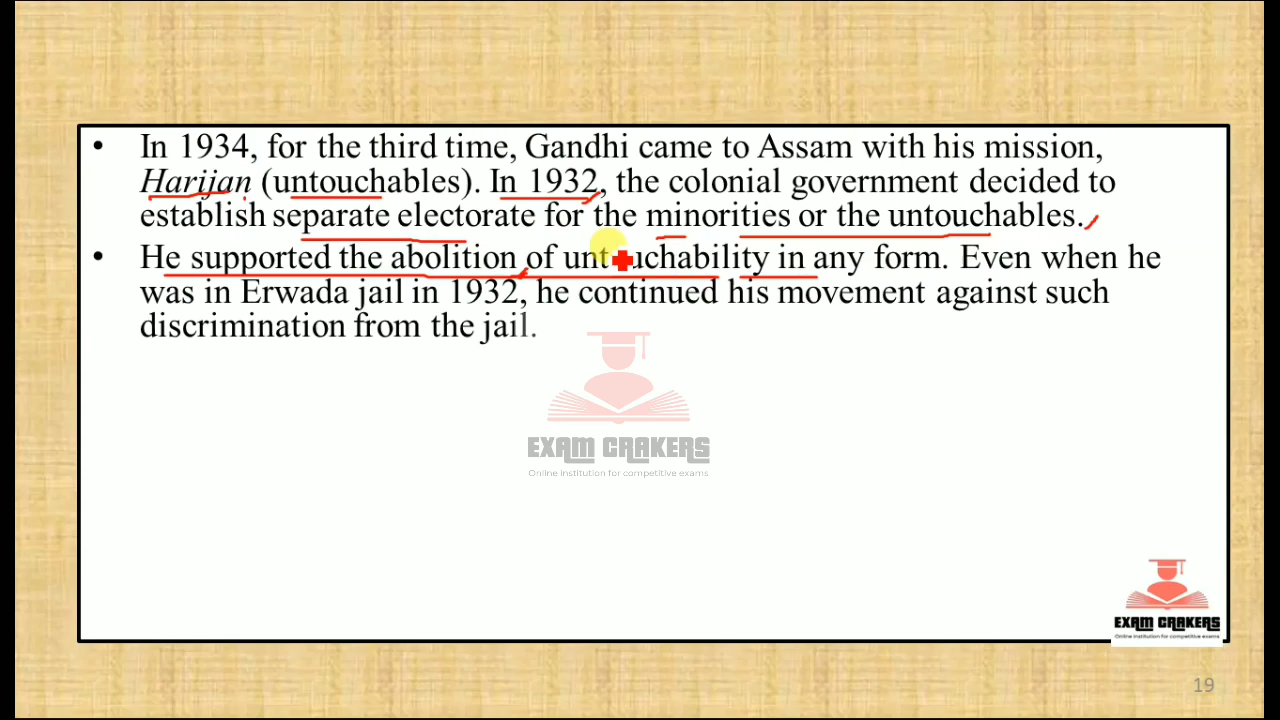 • In 1934, for the third time, Gandhi came to Assam with his mission,
Harijan (untouchables). In 1932, the colonial government decided to
establish separate electorate for the minorities or the untouchables.
• He supported the abolition of untouchability in any form. Even when he
was in Erwada jail in 1932, he continued his movement against such
discrimination from the jail.
EXAM CRAKERS
Online institution for competitive exams
EXAM CRAKERS
Online institution for competitive exams
19